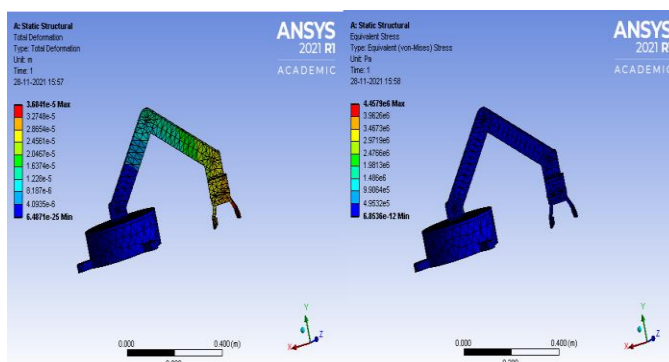 A: Static Structural
Total Deformation
Type: Total Deformation
Unit: m
Time: 1
28-11-2021 15:57
ANSYS
2021 R1
ACADEMIC
3.6841e-5 Max
3.2748e-5
2.8654e-5
2.4561e-5
2.0467e-5
1.6374e-5
1.228e-5
8.187e-6
4.0935e-6
6.4871e-25 Min
0.000
0.400(m)
0.200
Y
X
Z
A: Static Structural
Equivalent Stress
Type: Equivalent (von-Mises) Stress
Unit: Pa
Time: 1
28-11-2021 15:58
ANSYS
2021 R1
ACADEMIC
4.4579e6 Max
3.9626e6
3.4673e6
2.9719e6
2.4766e6
1.9813e6
1.486e6
9.9064e5
4.9532e5
6.8536e-12 Min
0.000
0.400(m)
0.200
Y
X
Z